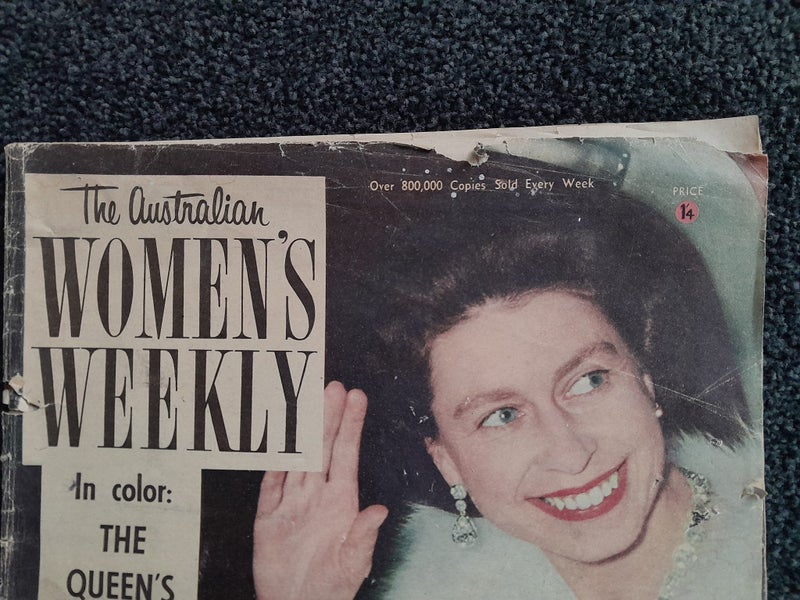 Over 800,000 Copies Sold Every Week
PRICE
1/4
The Australian
WOMEN'S
WEEKLY
In color:
THE
QUEEN'S